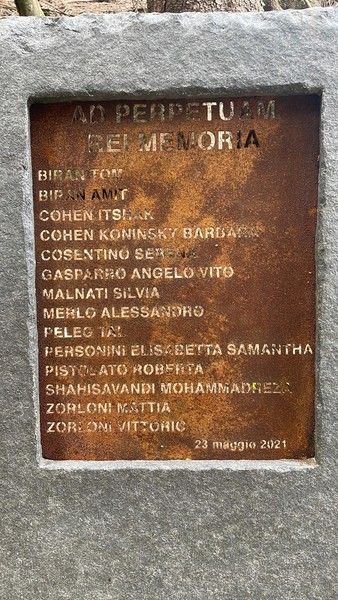 AD PERPETUAM
REI MEMORIA
BIRAN TOM
BIRAN AMIT
COHEN ITSHAK
COHEN KONINSKY BARBARA
COSENTINO SERENA
GASPARRO ANGELO VITO
MALNATI SILVIA
MERLO ALESSANDRO
PELEG TAL
PERSONINI ELISABETTA SAMANTHA
PISTOLATO ROBERTA
SHAHISAVANDI MOHAMMADREZA
ZORLONI MATTIA
ZORLONI VITTORIO
23 maggio 2021